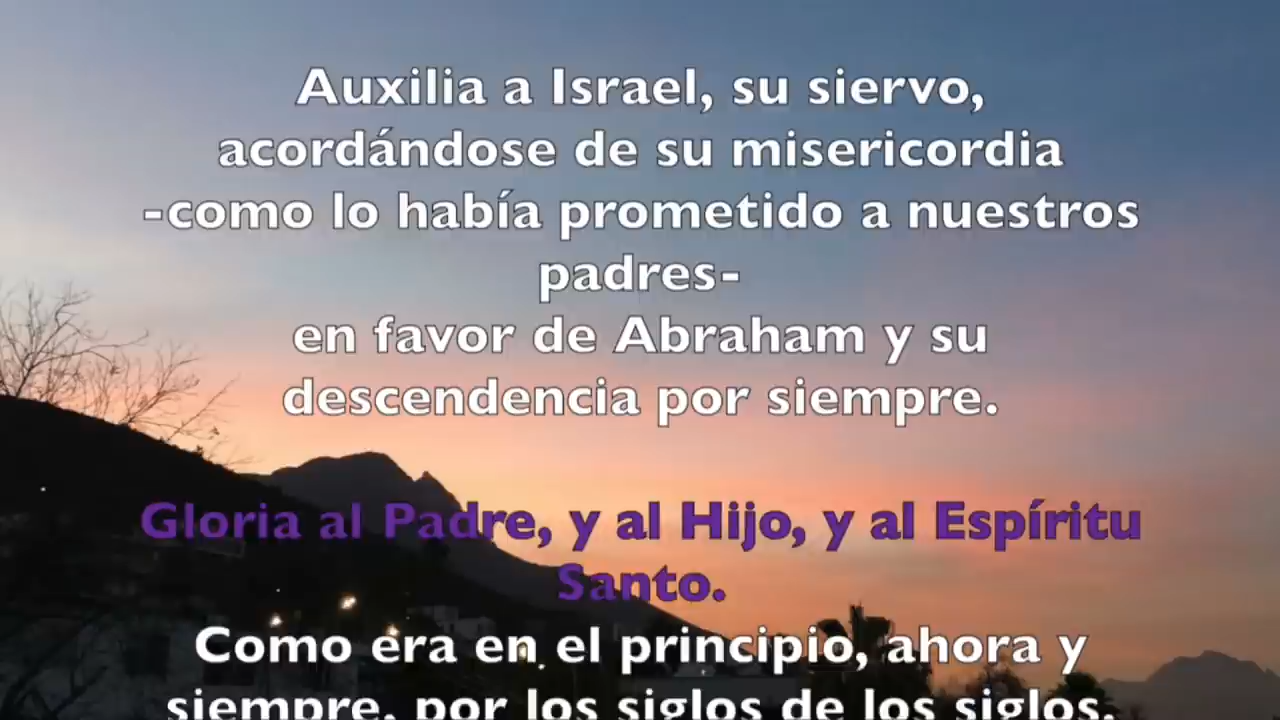 Auxilia a Israel, su siervo,
acordándose de su misericordia
-como lo había prometido a nuestros
padres-
en favor de Abraham y su
descendencia por siempre.
Gloria al Padre, y al Hijo, y al Espíritu
Santo.
Como era en el principio, ahora y
siempre, por los siglos de los siglos.